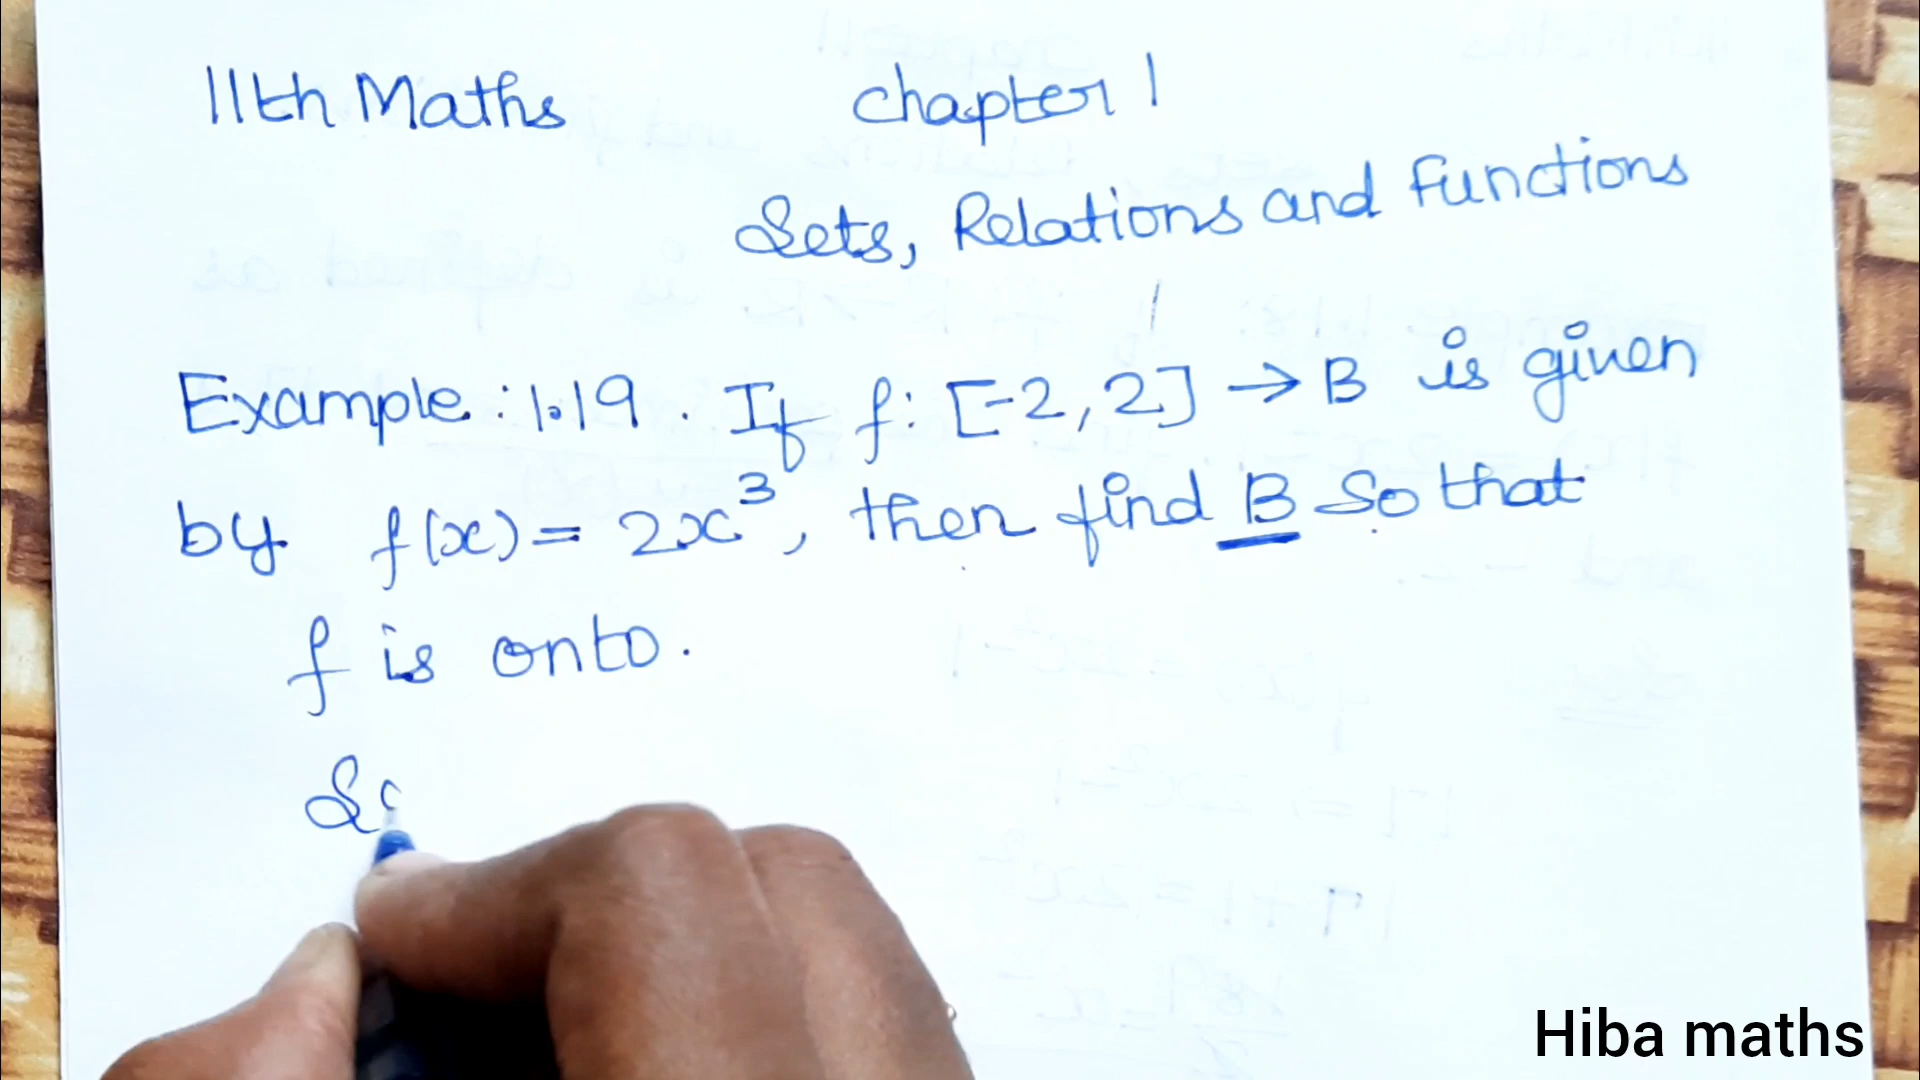 11th Maths chapter 1
Sets, Relations and Functions
Example : 1.19 . If f: [-2, 2] → B is given
by f(x) = 2x³, then find B so that
f is onto.
So
Hiba maths